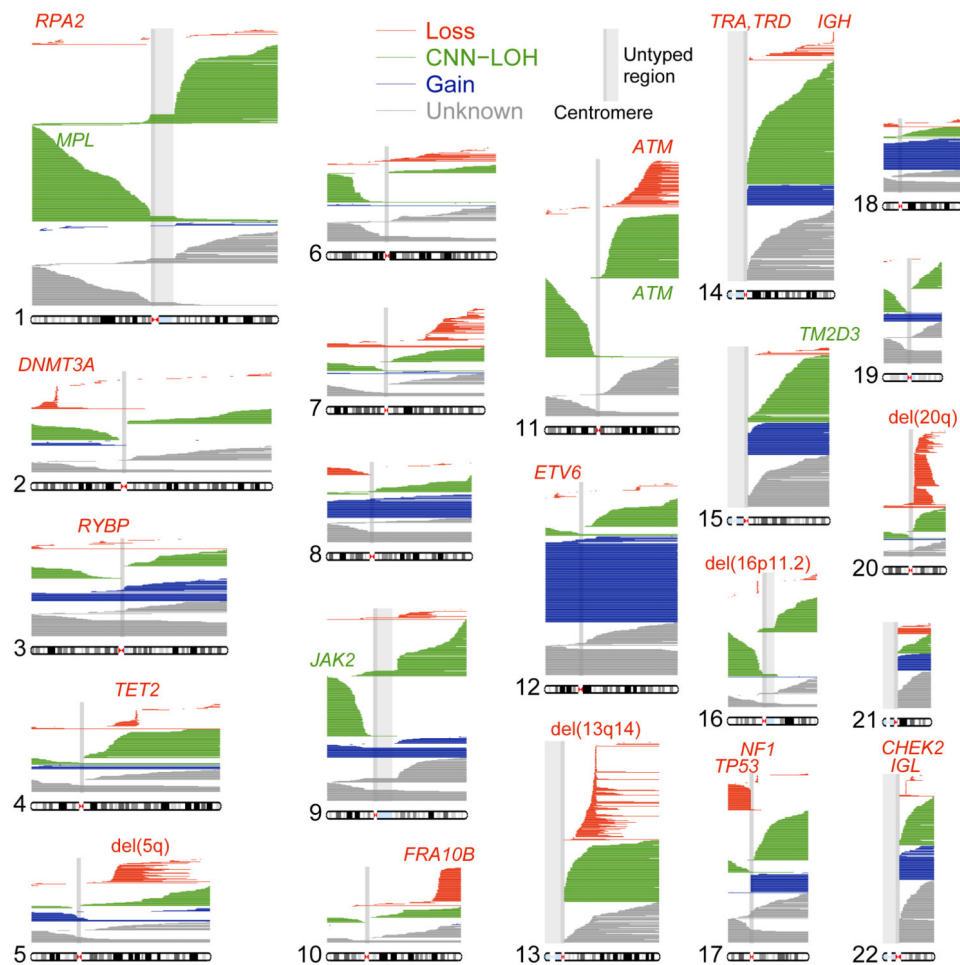 RPA2
MPL
1
DNMT3A
2
RYBP
3
TET2
4
del(5q)
5
Loss
CNN−LOH
Gain
Unknown
Untyped
region
Centromere
6
7
8
JAK2
9
FRA10B
10
ATM
ATM
11
ETV6
12
del(13q14)
13
TRA,TRD
IGH
14
TM2D3
15
del(16p11.2)
16
NF1
TP53
17
18
19
del(20q)
20
21
CHEK2
IGL
22